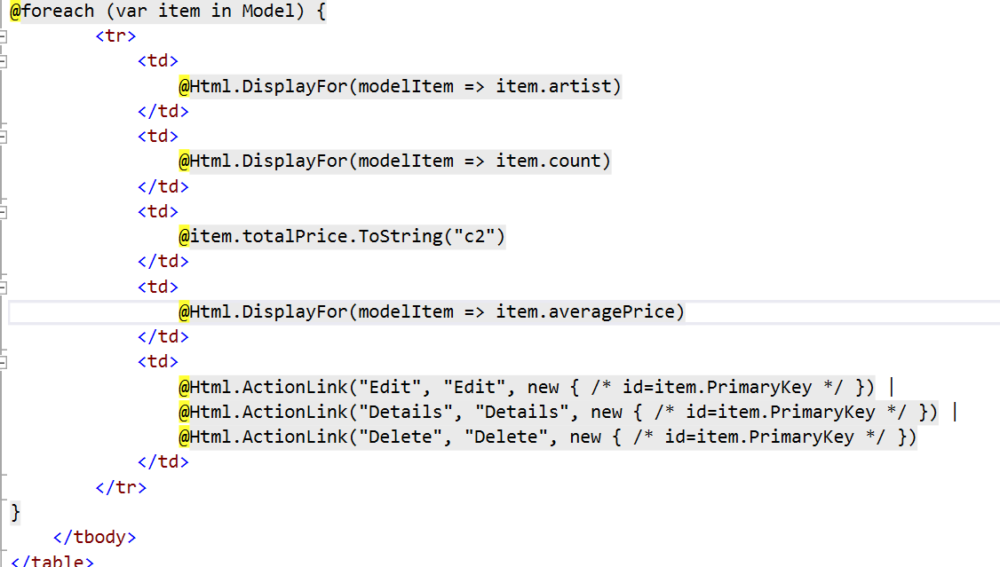 @foreach (var item in Model) {
<tr>
<td>
@Html.DisplayFor(modelItem => item.artist)
</td>
<td>
@Html.DisplayFor(modelItem => item.count)
</td>
<td>
@item.totalPrice.ToString("c2")
</td>
<td>
@Html.DisplayFor(modelItem => item.averagePrice)
</td>
<td>
@Html.ActionLink("Edit", "Edit", new { /* id=item.PrimaryKey */ }) |
@Html.ActionLink("Details", "Details", new { /* id=item.PrimaryKey */ }) |
@Html.ActionLink("Delete", "Delete", new { /* id=item.PrimaryKey */ })
</td>
</tr>
}
</tbody>
</table>